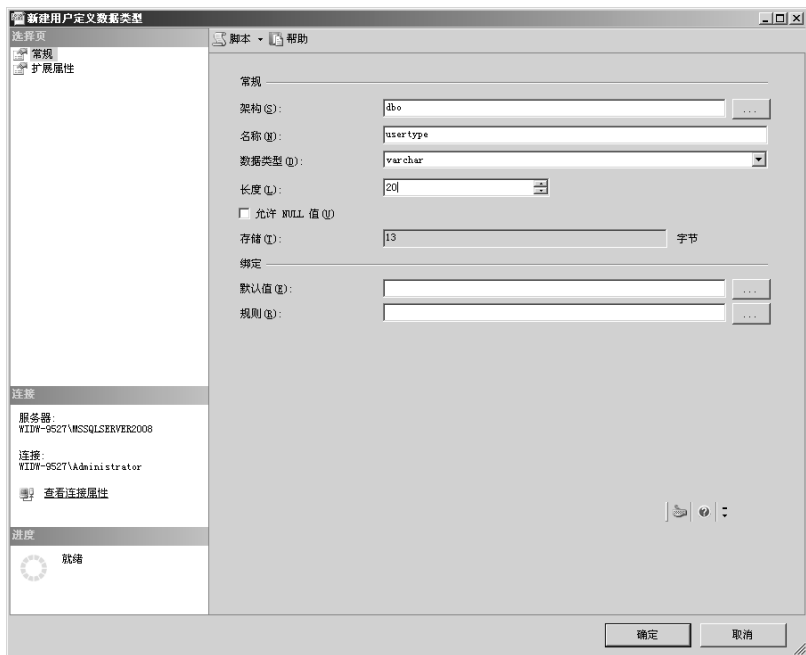 新建用户定义数据类型
选择页
常规
扩展属性
脚本
帮助
常规
架构(S):
dbo
...
名称(N):
usertype
数据类型(D):
varchar
长度(L):
20
允许 NULL 值(U)
存储(T):
13
字节
绑定
默认值(E):
...
规则(R):
...
连接
服务器:
WIDW-9527\MSSQLSERVER2008
连接:
WIDW-9527\Administrator
查看连接属性
进度
就绪
确定
取消